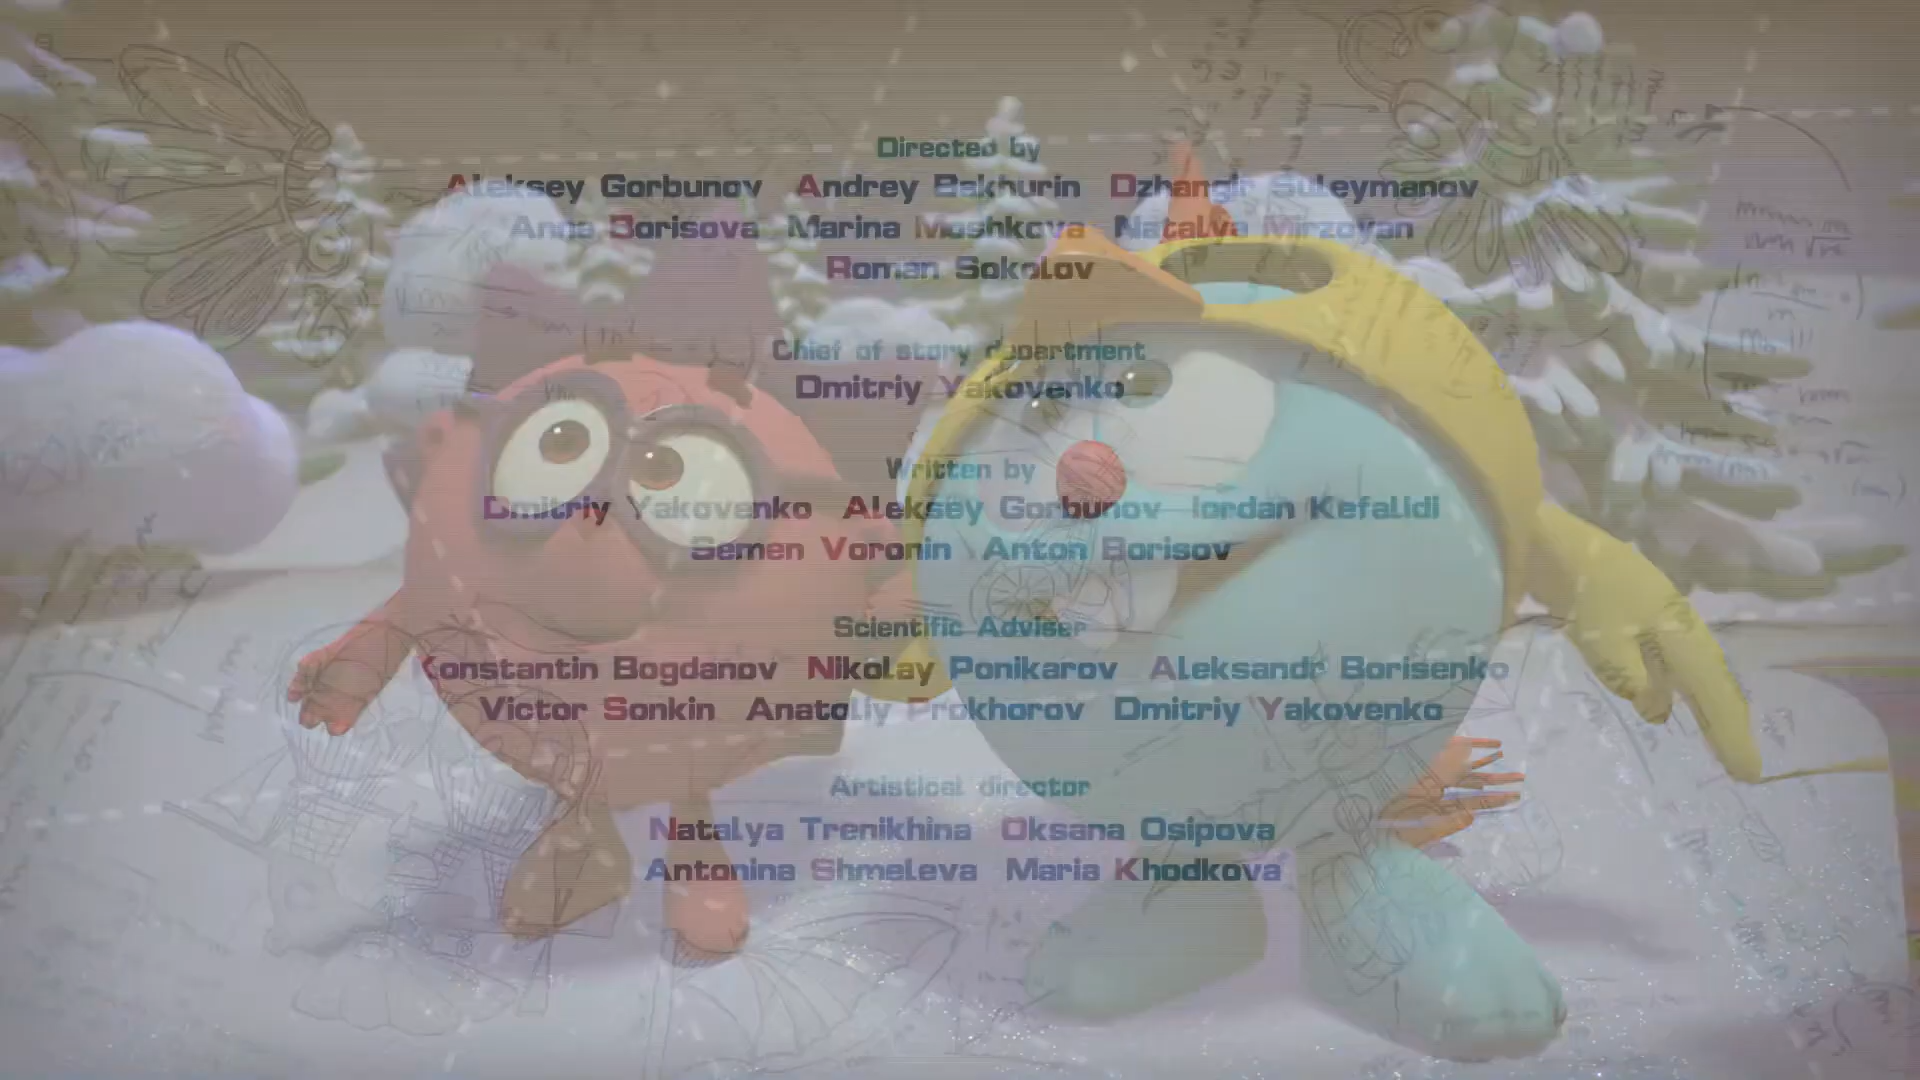 Directed by
Aleksey Gorbunov Andrey Bakhurin Dzhangir Suleymanov
Anna Borisova Marina Moshkova Natalya Mirzoyan
Roman Sokolov
Chief of story department
Dmitriy Yakovenko
Written by
Dmitriy Yakovenko Aleksey Gorbunov Iordan Kefalidi
Semen Voronin Anton Borisov
Scientific Adviser
Konstantin Bogdanov Nikolay Ponikarov Aleksandr Borisenko
Victor Sonkin Anatoliy Prokhorov Dmitriy Yakovenko
Artistical director
Natalya Trenikhina Oksana Osipova
Antonina Shmeleva Maria Khodkova